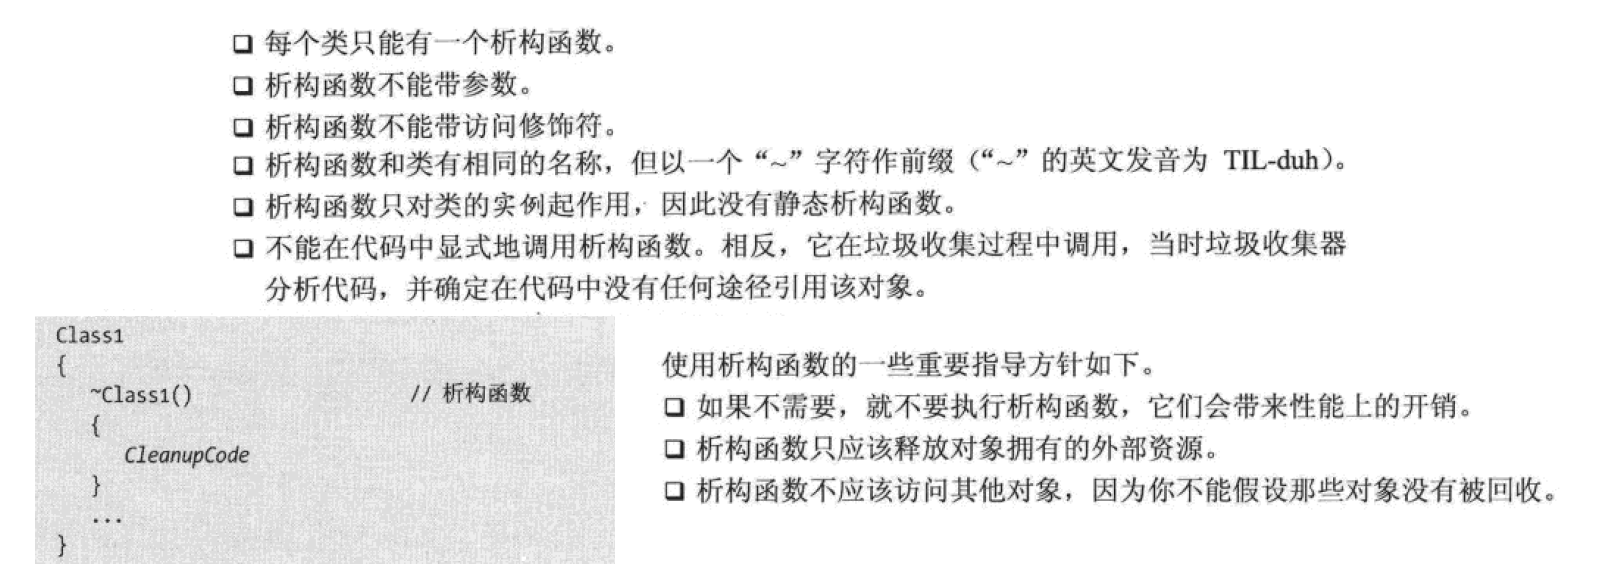 ❑ 每个类只能有一个析构函数。
❑ 析构函数不能带参数。
❑ 析构函数不能带访问修饰符。
❑ 析构函数和类有相同的名称，但以一个“~”字符作前缀（“~”的英文发音为 TIL-duh）。
❑ 析构函数只对类的实例起作用，因此没有静态析构函数。
❑ 不能在代码中显式地调用析构函数。相反，它在垃圾收集过程中调用，当时垃圾收集器
分析代码，并确定在代码中没有任何途径引用该对象。
Class1
{
~Class1() // 析构函数
{
CleanupCode
}
...
}
使用析构函数的一些重要指导方针如下。
❑ 如果不需要，就不要执行析构函数，它们会带来性能上的开销。
❑ 析构函数只应该释放对象拥有的外部资源。
❑ 析构函数不应该访问其他对象，因为你不能假设那些对象没有被回收。